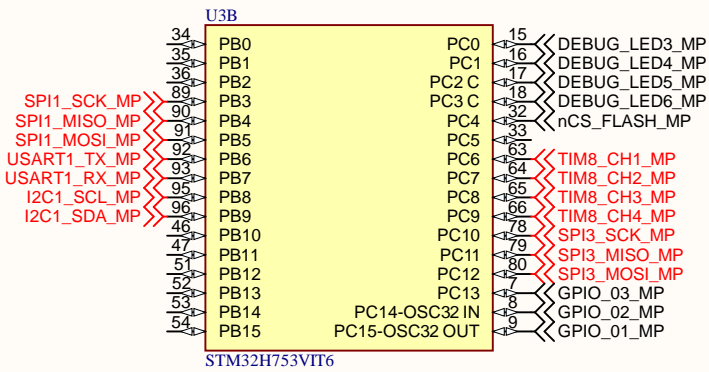 U3B
34 PB0 PC0 15 DEBUG_LED3_MP
35 PB1 PC1 16 DEBUG_LED4_MP
36 PB2 PC2 C 17 DEBUG_LED5_MP
SPI1_SCK_MP 89 PB3 PC3 C 18 DEBUG_LED6_MP
SPI1_MISO_MP 90 PB4 PC4 32 nCS_FLASH_MP
SPI1_MOSI_MP 91 PB5 PC5 33
USART1_TX_MP 92 PB6 PC6 63 TIM8_CH1_MP
USART1_RX_MP 93 PB7 PC7 64 TIM8_CH2_MP
I2C1_SCL_MP 95 PB8 PC8 65 TIM8_CH3_MP
I2C1_SDA_MP 96 PB9 PC9 66 TIM8_CH4_MP
46 PB10 PC10 78 SPI3_SCK_MP
47 PB11 PC11 79 SPI3_MISO_MP
51 PB12 PC12 80 SPI3_MOSI_MP
52 PB13 PC13 7 GPIO_03_MP
53 PB14 PC14-OSC32 IN 8 GPIO_02_MP
54 PB15 PC15-OSC32 OUT 9 GPIO_01_MP
STM32H753VIT6